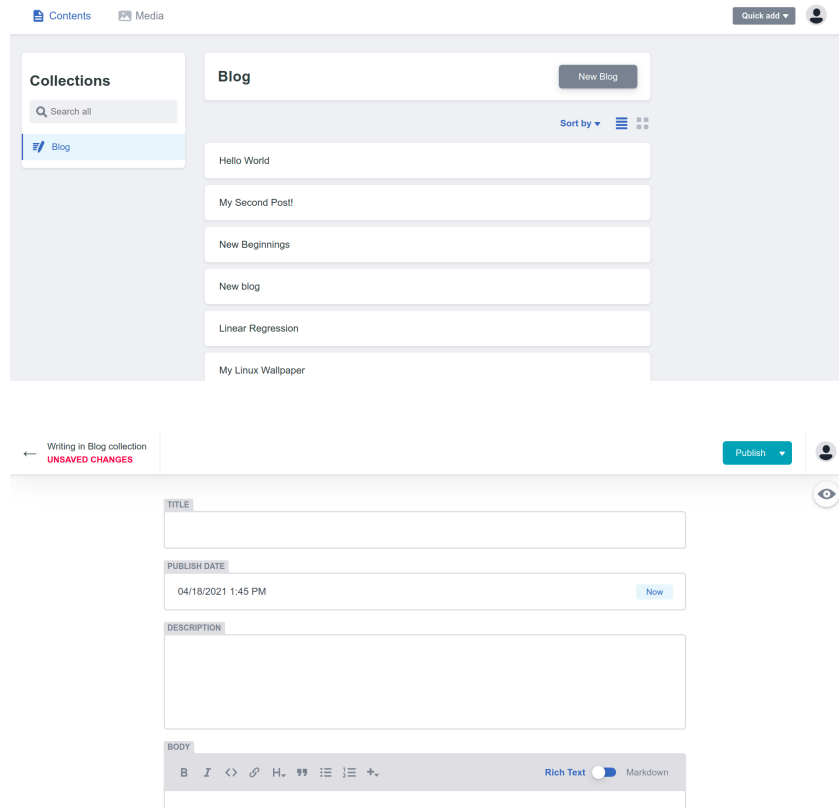 Contents Media Quick add
Collections
Search all
Blog
Blog New Blog
Sort by
Hello World
My Second Post!
New Beginnings
New blog
Linear Regression
My Linux Wallpaper
Writing in Blog collection
UNSAVED CHANGES
Publish
TITLE
PUBLISH DATE
04/18/2021 1:45 PM Now
DESCRIPTION
BODY
B I <> H Rich Text Markdown